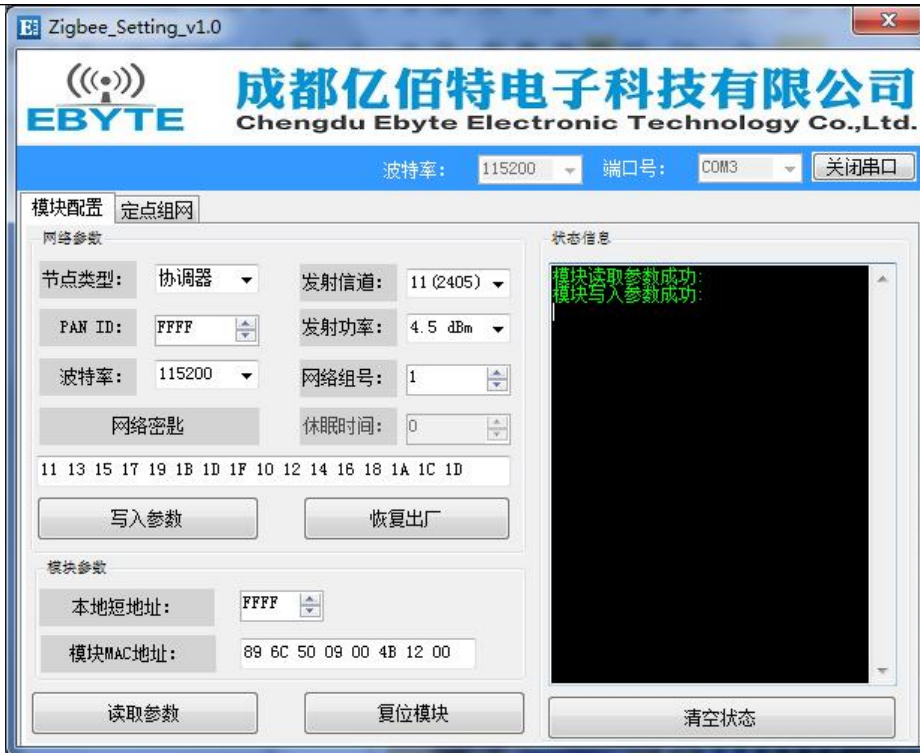 Zigbee_Setting_v1.0
EBYTE
成都亿佰特电子科技有限公司
Chengdu Ebyte Electronic Technology Co.,Ltd.
波特率: 115200 端口号: COM3 关闭串口
模块配置 定点组网
网络参数
节点类型: 协调器 发射信道: 11(2405)
PAN ID: FFFF 发射功率: 4.5 dBm
波特率: 115200 网络组号: 1
网络密匙 休眠时间: 0
11 13 15 17 19 1B 1D 1F 10 12 14 16 18 1A 1C 1D
写入参数 恢复出厂
模块参数
本地短地址: FFFF
模块MAC地址: 89 6C 50 09 00 4B 12 00
读取参数 复位模块
状态信息
模块读取参数成功:
模块写入参数成功:
清空状态